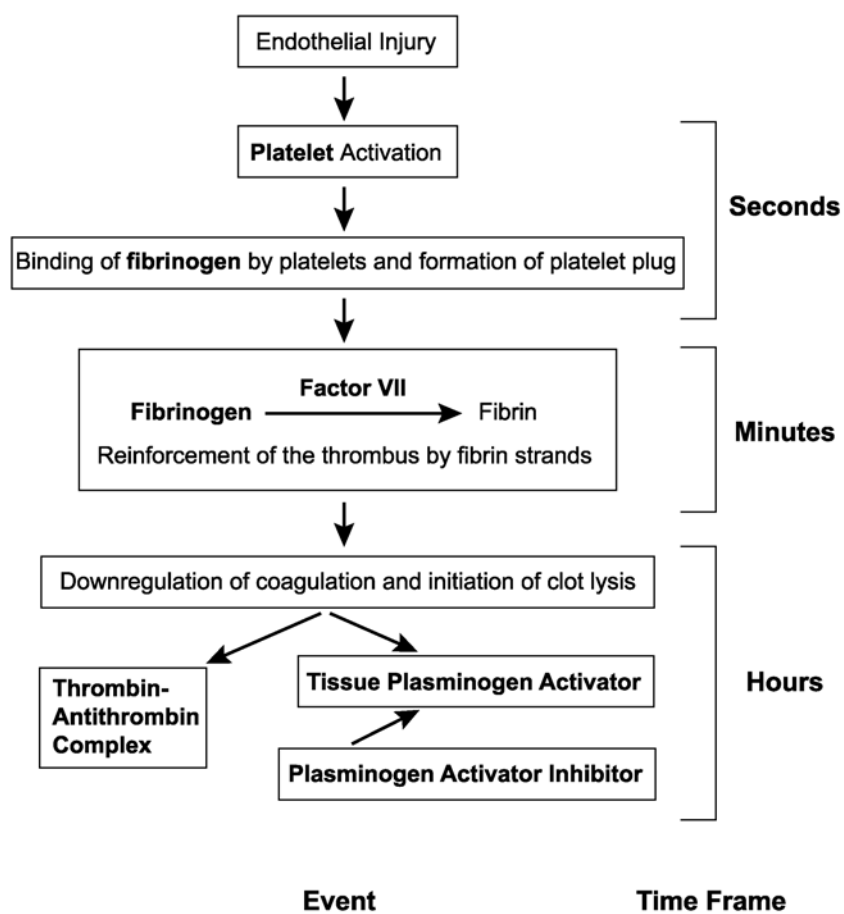 Endothelial Injury
Platelet Activation
Seconds
Binding of fibrinogen by platelets and formation of platelet plug
Factor VII
Fibrinogen
Fibrin
Reinforcement of the thrombus by fibrin strands
Minutes
Downregulation of coagulation and initiation of clot lysis
Thrombin-
Antithrombin
Complex
Tissue Plasminogen Activator
Plasminogen Activator Inhibitor
Hours
Event
Time Frame